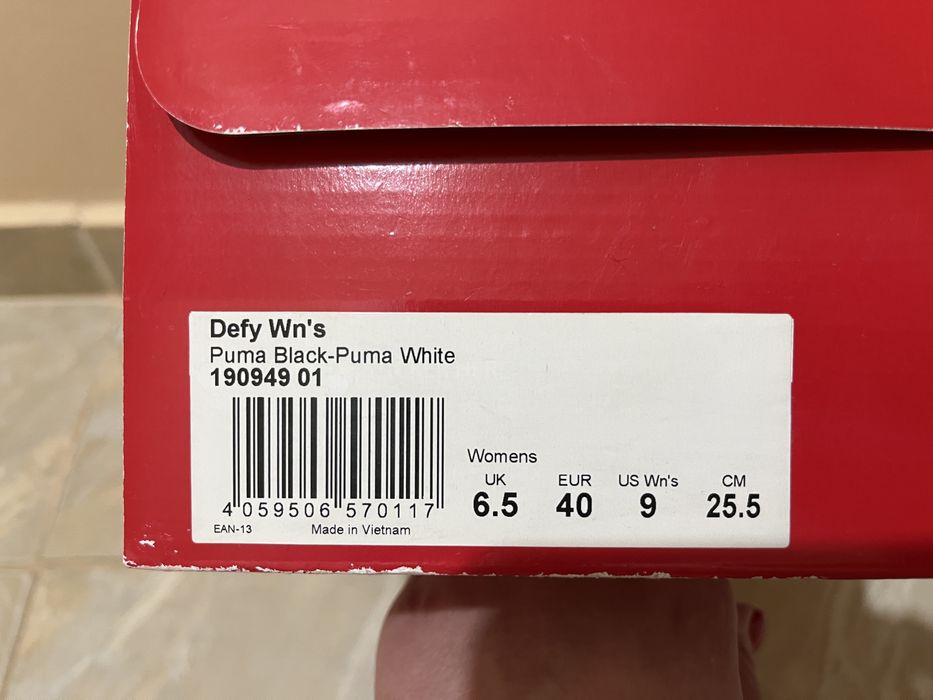 Defy Wn's
Puma Black-Puma White
190949 01
4 059506 570117
EAN-13 Made in Vietnam
Womens
UK EUR US Wn's CM
6.5 40 9 25.5